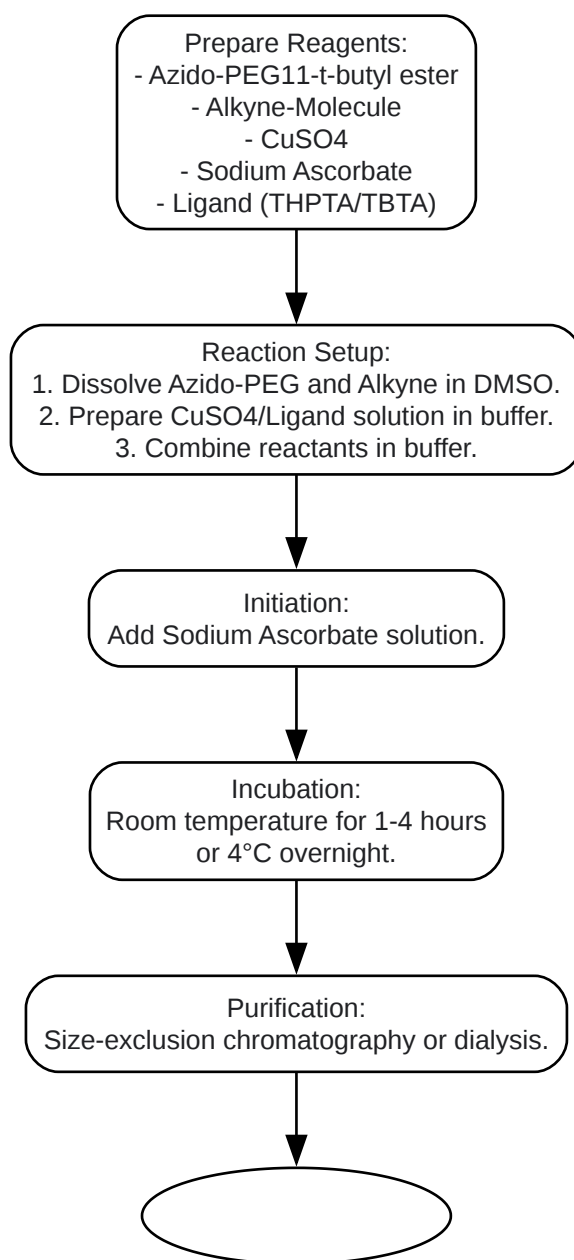 Prepare Reagents:
- Azido-PEG11-t-butyl ester
- Alkyne-Molecule
- CuSO4
- Sodium Ascorbate
- Ligand (THPTA/TBTA)
Reaction Setup:
1. Dissolve Azido-PEG and Alkyne in DMSO.
2. Prepare CuSO4/Ligand solution in buffer.
3. Combine reactants in buffer.
Initiation:
Add Sodium Ascorbate solution.
Incubation:
Room temperature for 1-4 hours
or 4°C overnight.
Purification:
Size-exclusion chromatography or dialysis.